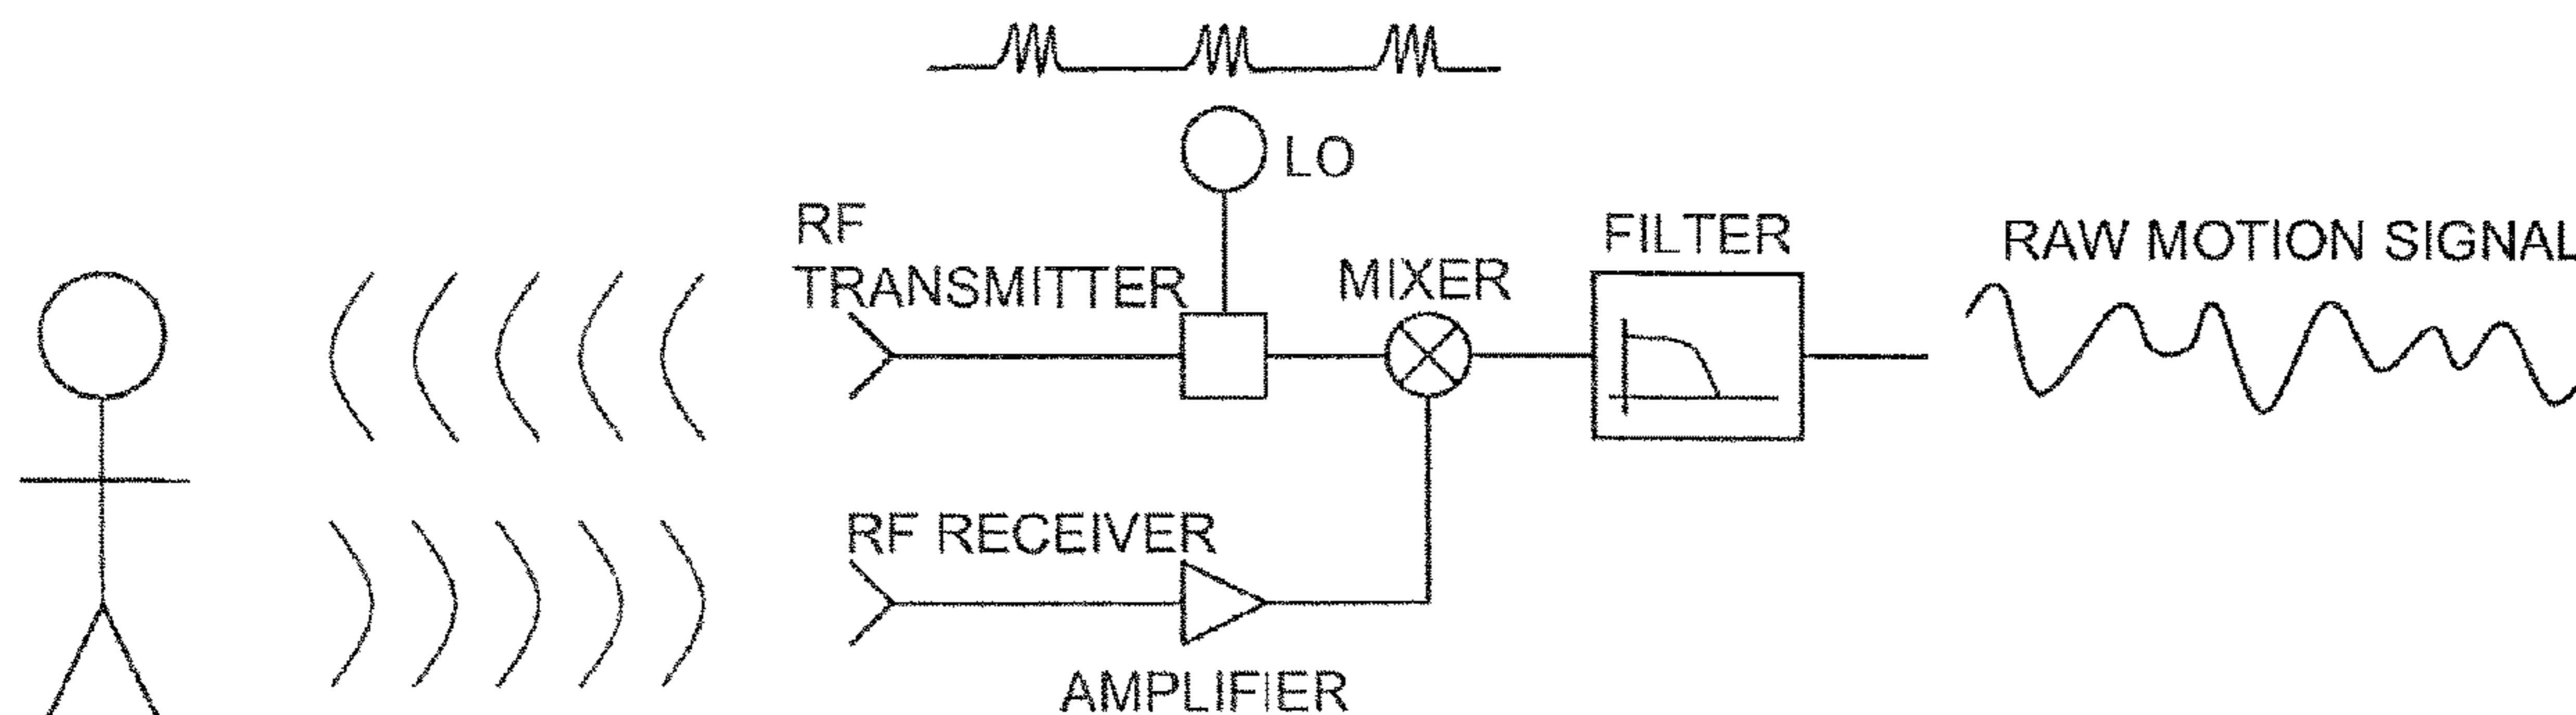 LO
RF
TRANSMITTER
MIXER
FILTER
RAW MOTION SIGNAL
RF RECEIVER
AMPLIFIER